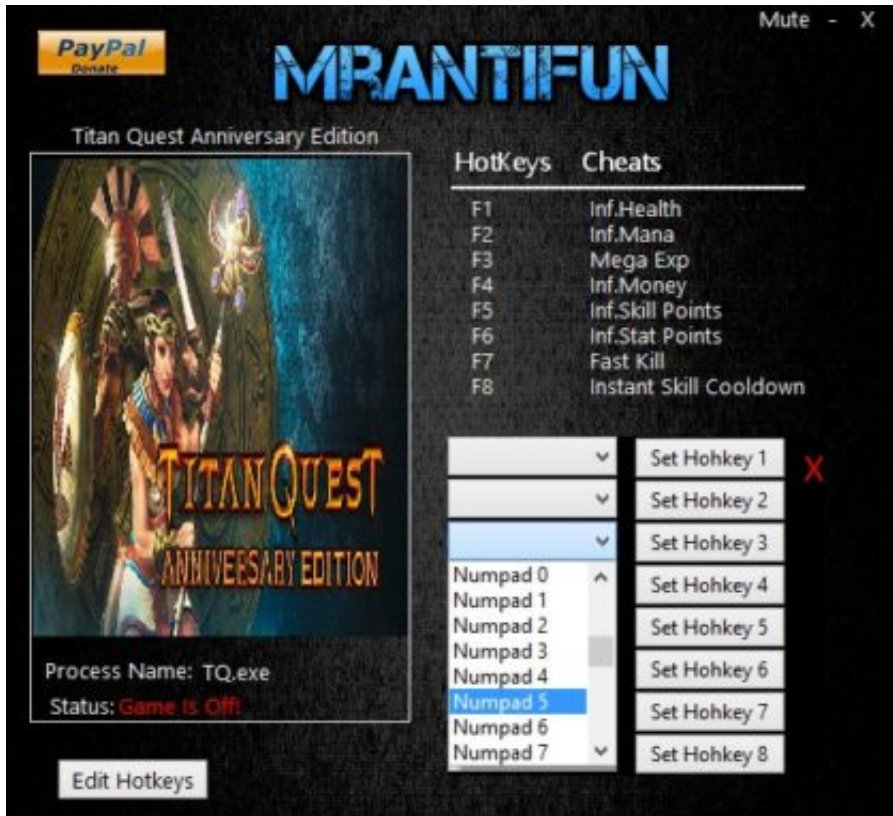 Mute - X
PayPal
Donate
MRANTIFUN
Titan Quest Anniversary Edition
HotKeys Cheats
F1 Inf.Health
F2 Inf.Mana
F3 Mega Exp
F4 Inf.Money
F5 Inf.Skill Points
F6 Inf.Stat Points
F7 Fast Kill
F8 Instant Skill Cooldown
TITAN QUEST
ANNIVERSARY EDITION
Process Name: TQ.exe
Status: Game Is Off!
Edit Hotkeys
Set Hohkey 1
X
Set Hohkey 2
Set Hohkey 3
Numpad 0
Numpad 1
Numpad 2
Numpad 3
Numpad 4
Numpad 5
Numpad 6
Numpad 7
Set Hohkey 4
Set Hohkey 5
Set Hohkey 6
Set Hohkey 7
Set Hohkey 8